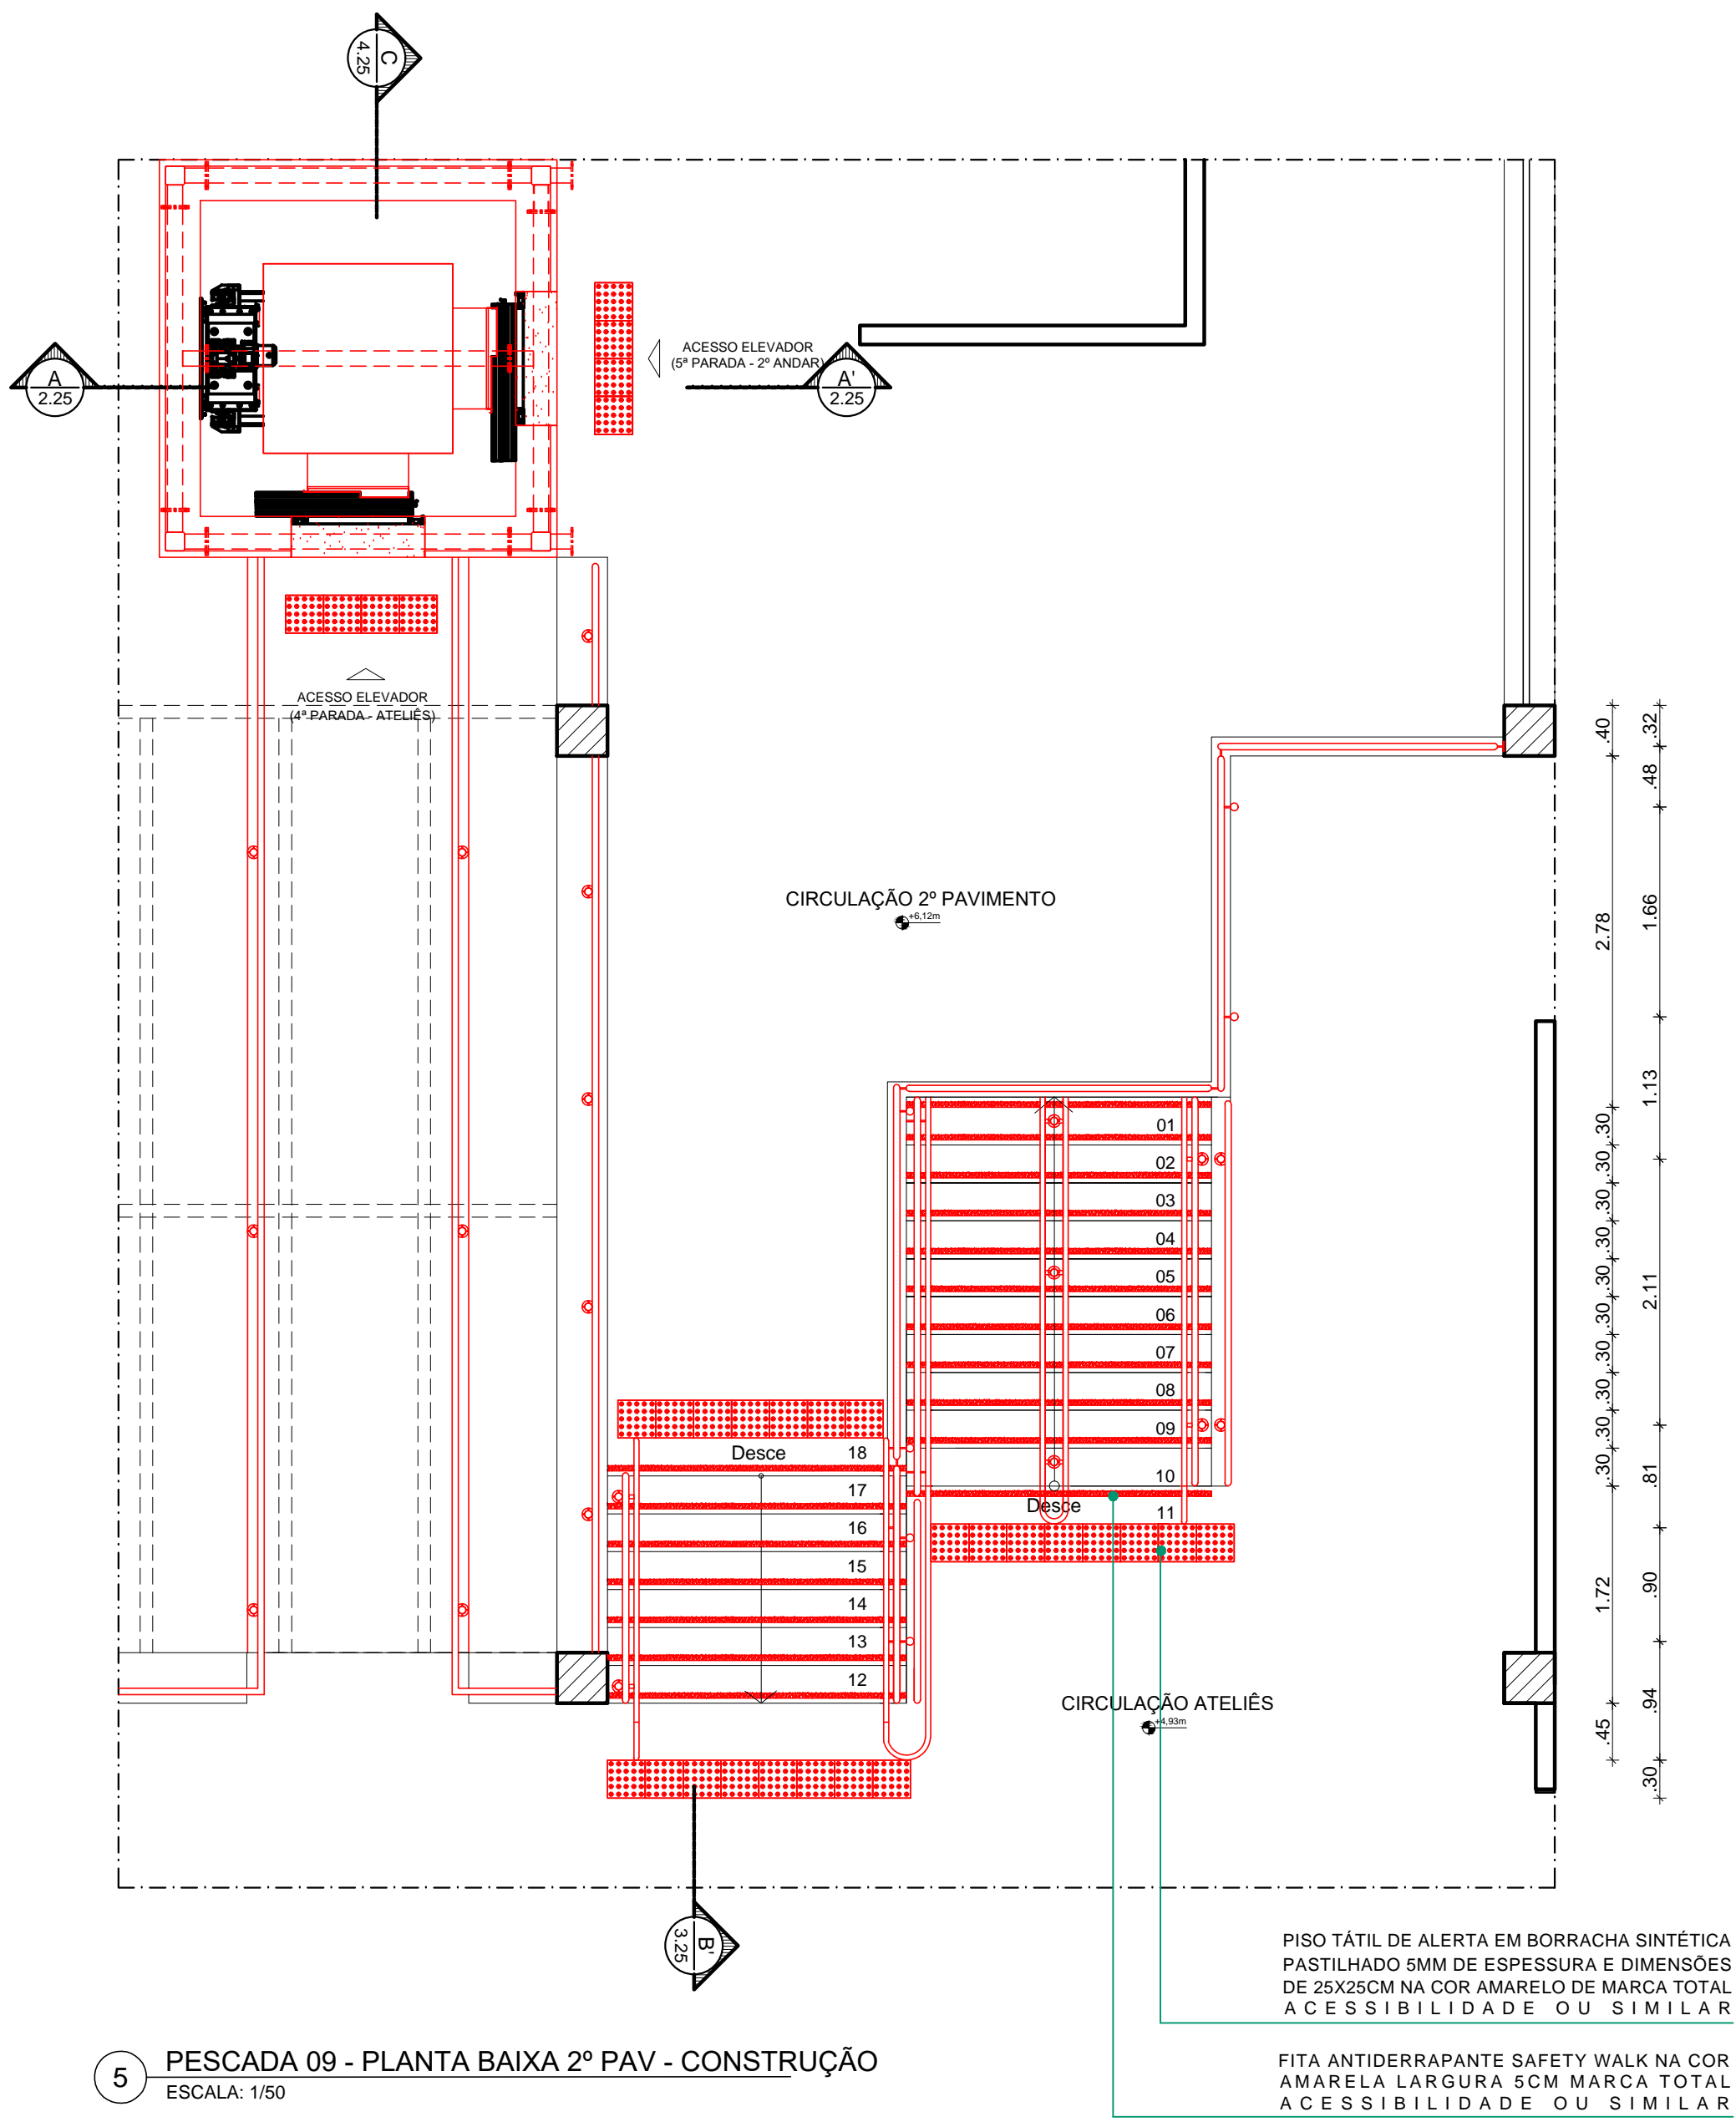 C
4.25
ACESSO ELEVADOR
(5ª PARADA - 2º ANDAR)
A
2.25
A'
2.25
ACESSO ELEVADOR
(4ª PARADA - ATELIÊS)
.40
.32
.48
CIRCULAÇÃO 2º PAVIMENTO
+6,12m
2.78
1.66
1.13
01
02
03
04
05
06
07
08
09
10
Desce
11
.30
.30
.30
.30
.30
.30
.30
.30
.30
.30
2.11
.81
Desce
18
17
16
15
14
13
12
1.72
.90
CIRCULAÇÃO ATELIÊS
+4,93m
.94
.45
.30
B'
3.25
PISO TÁTIL DE ALERTA EM BORRACHA SINTÉTICA
PASTILHADO 5MM DE ESPESSURA E DIMENSÕES
DE 25X25CM NA COR AMARELO DE MARCA TOTAL
ACESSIBILIDADE OU SIMILAR
FITA ANTIDERRAPANTE SAFETY WALK NA COR
AMARELA LARGURA 5CM MARCA TOTAL
ACESSIBILIDADE OU SIMILAR
5
PESCADA 09 - PLANTA BAIXA 2º PAV - CONSTRUÇÃO
ESCALA: 1/50